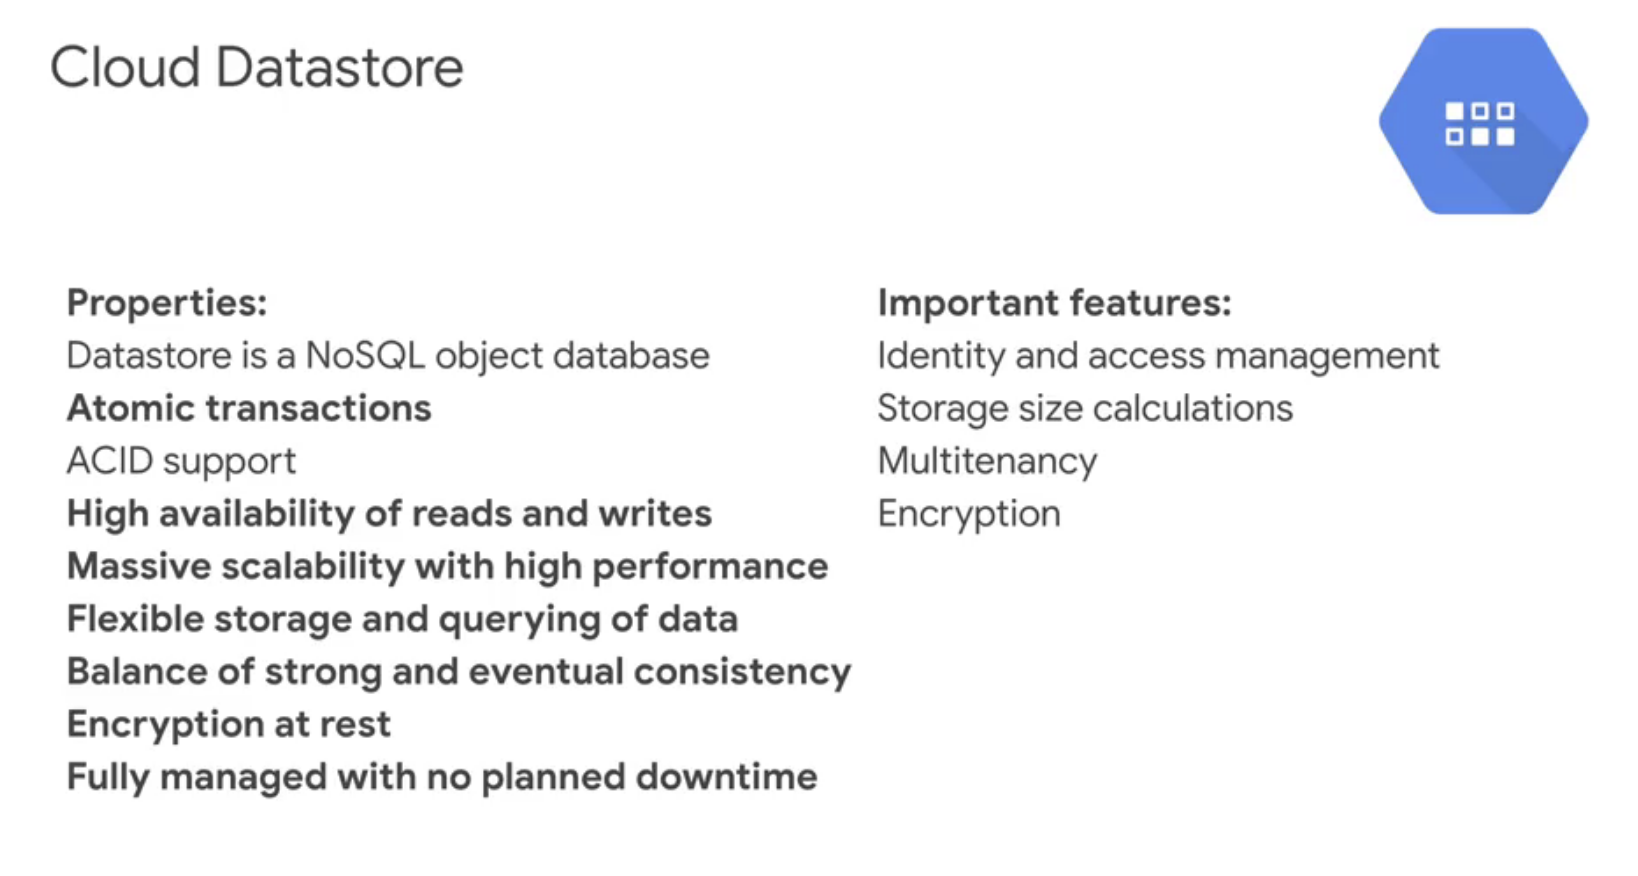 Cloud Datastore
Properties:
Datastore is a NoSQL object database
Atomic transactions
ACID support
High availability of reads and writes
Massive scalability with high performance
Flexible storage and querying of data
Balance of strong and eventual consistency
Encryption at rest
Fully managed with no planned downtime
Important features:
Identity and access management
Storage size calculations
Multitenancy
Encryption